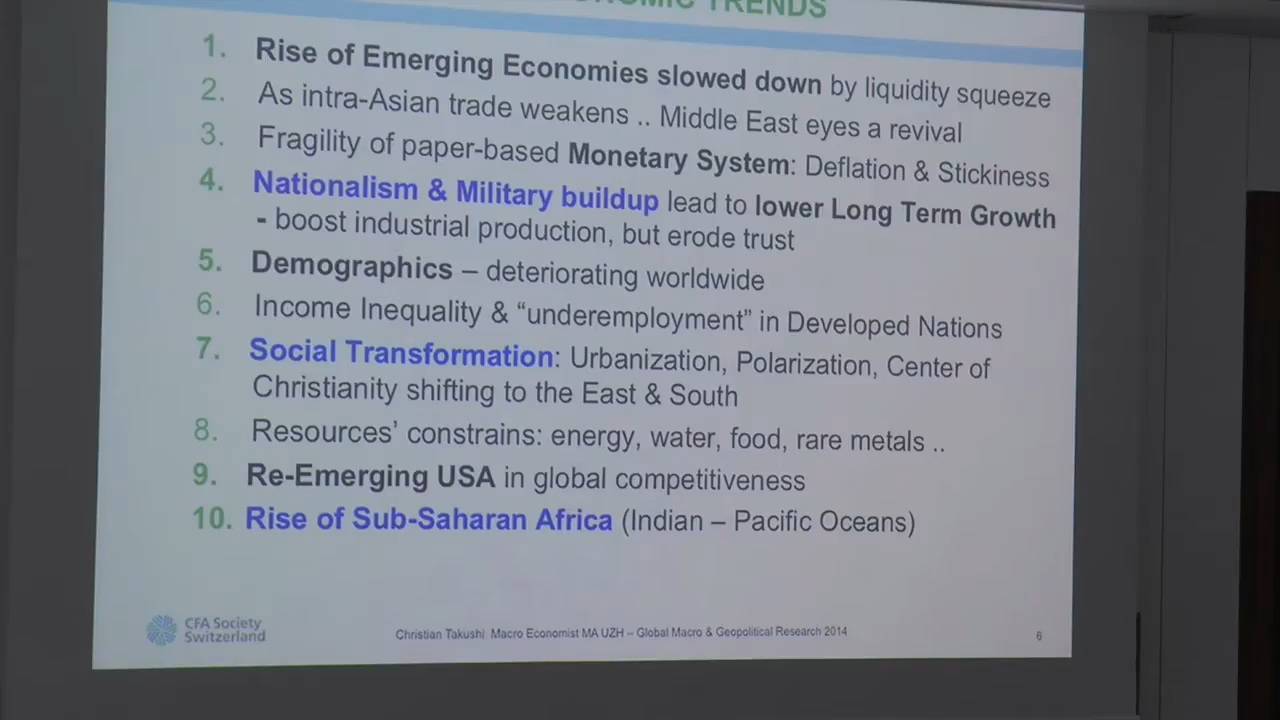 TRENDS
1. Rise of Emerging Economies slowed down by liquidity squeeze
2. As intra-Asian trade weakens .. Middle East eyes a revival
3. Fragility of paper-based Monetary System: Deflation & Stickiness
4. Nationalism & Military buildup lead to lower Long Term Growth
- boost industrial production, but erode trust
5. Demographics – deteriorating worldwide
6. Income Inequality & “underemployment” in Developed Nations
7. Social Transformation: Urbanization, Polarization, Center of
Christianity shifting to the East & South
8. Resources’ constrains: energy, water, food, rare metals ..
9. Re-Emerging USA in global competitiveness
10. Rise of Sub-Saharan Africa (Indian – Pacific Oceans)
CFA Society
Switzerland
Christian Takushi Macro Economist MA UZH – Global Macro & Geopolitical Research 2014
6